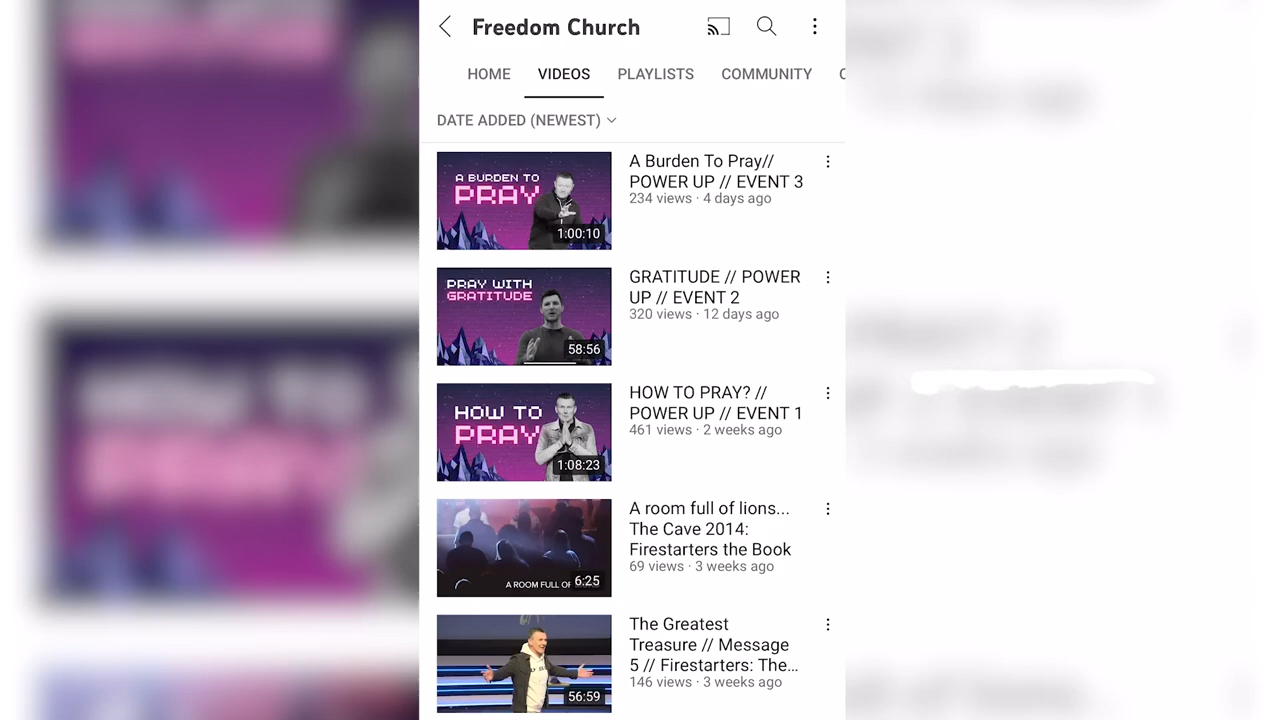 Freedom Church
HOME VIDEOS PLAYLISTS COMMUNITY C
DATE ADDED (NEWEST)
A BURDEN TO
PRAY
1:00:10
A Burden To Pray//
POWER UP // EVENT 3
234 views · 4 days ago
PRAY WITH
GRATITUDE
58:56
GRATITUDE // POWER
UP // EVENT 2
320 views · 12 days ago
HOW TO
PRAY
1:08:23
HOW TO PRAY? //
POWER UP // EVENT 1
461 views · 2 weeks ago
A ROOM FULL OF
6:25
A room full of lions...
The Cave 2014:
Firestarters the Book
69 views · 3 weeks ago
56:59
The Greatest
Treasure // Message
5 // Firestarters: The...
146 views · 3 weeks ago